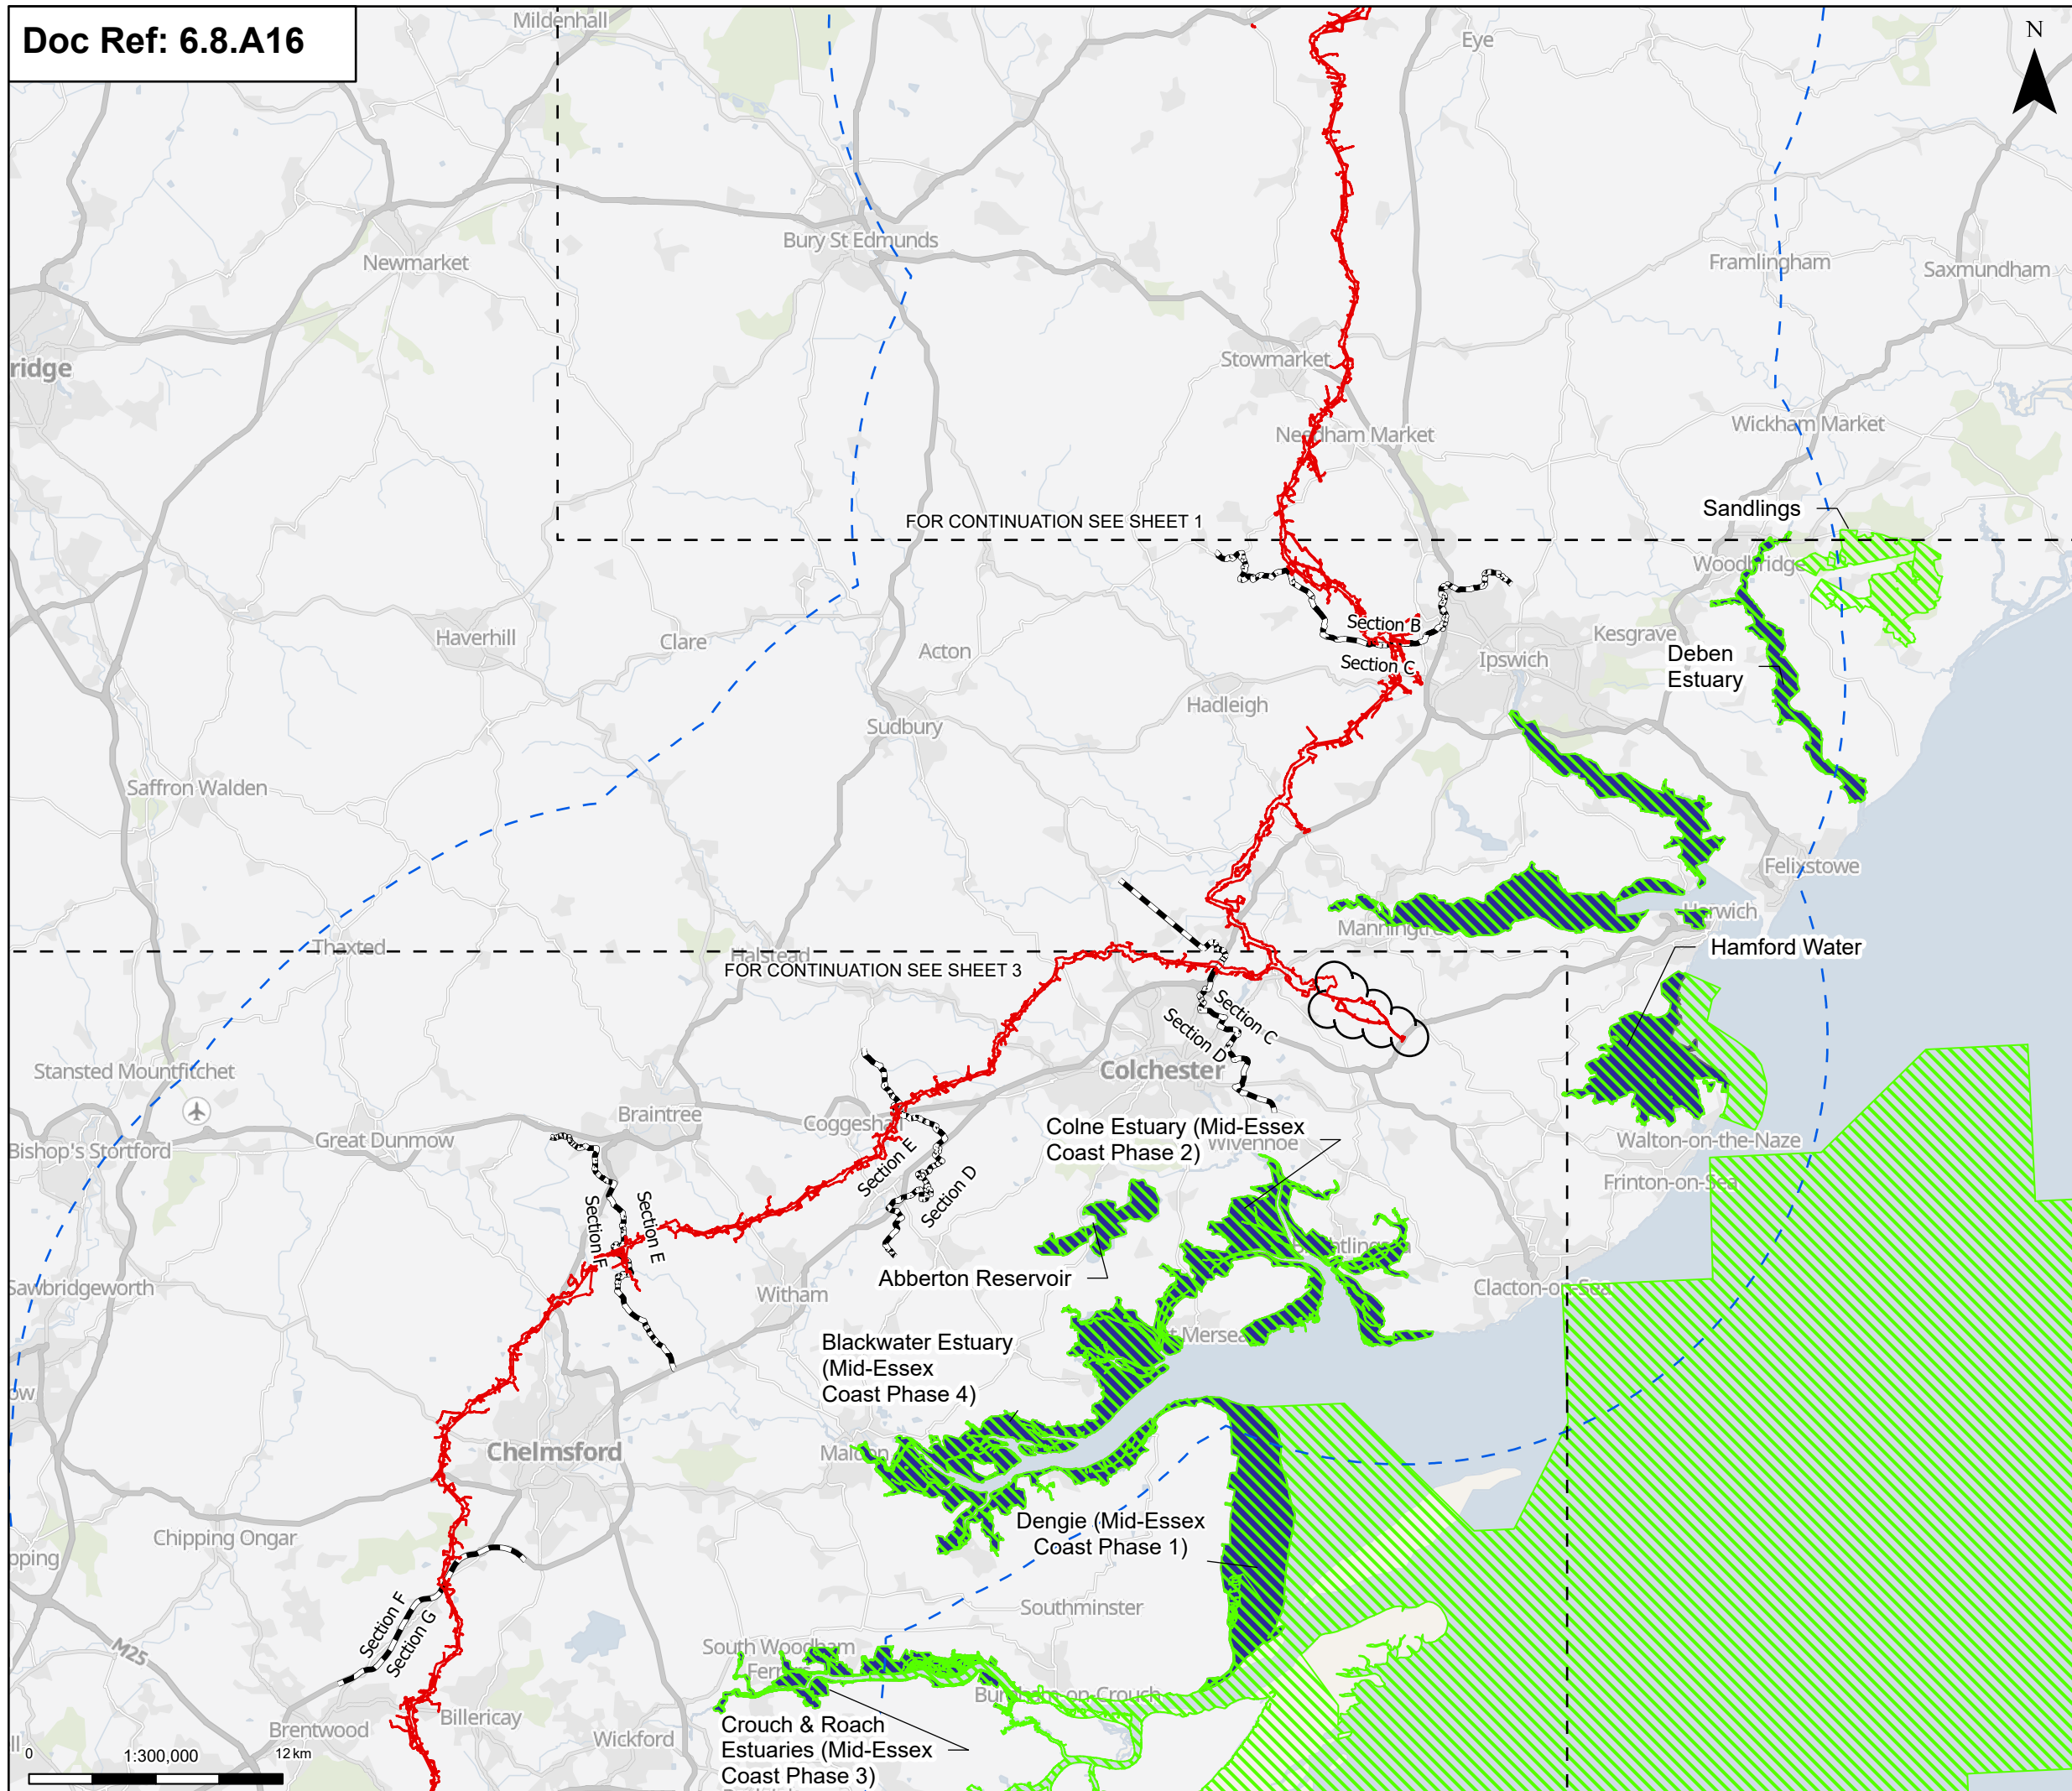 Doc Ref: 6.8.A16
Mildenhall
Eye
N
Bury St Edmunds
Newmarket
Framlingham
Saxmundham
Stowmarket
ridge
Wickham Market
Needham Market
Sandlings
FOR CONTINUATION SEE SHEET 1
Woodbridge
Section B
Kesgrave
Haverhill
Clare
Acton
Section C
Ipswich
Deben
Estuary
Hadleigh
Sudbury
Saffron Walden
Felixstowe
Harwich
Manningtre
Hamford Water
Thaxted
Halstead
FOR CONTINUATION SEE SHEET 3
Section C
Section D
Stansted Mountfitchet
Colchester
Braintree
Coggeshall
Colne Estuary (Mid-Essex
Coast Phase 2)
Wivenhoe
Great Dunmow
Bishop's Stortford
Walton-on-the-Naze
Section E
Section D
Frinton-on-Sea
Section F
Section E
Brightlingsea
Abberton Reservoir
Sawbridgeworth
Witham
Clacton-on-Sea
Blackwater Estuary
(Mid-Essex
Coast Phase 4)
t Mersea
ow
Chelmsford
Maldon
Dengie (Mid-Essex
Coast Phase 1)
Chipping Ongar
pping
Section F
Section G
Southminster
M25
South Woodham
Ferr
Burnham-on-Crouch
Billericay
Brentwood
Wickford
Crouch & Roach
Estuaries (Mid-Essex
Coast Phase 3)
ll
0
1:300,000
12 km